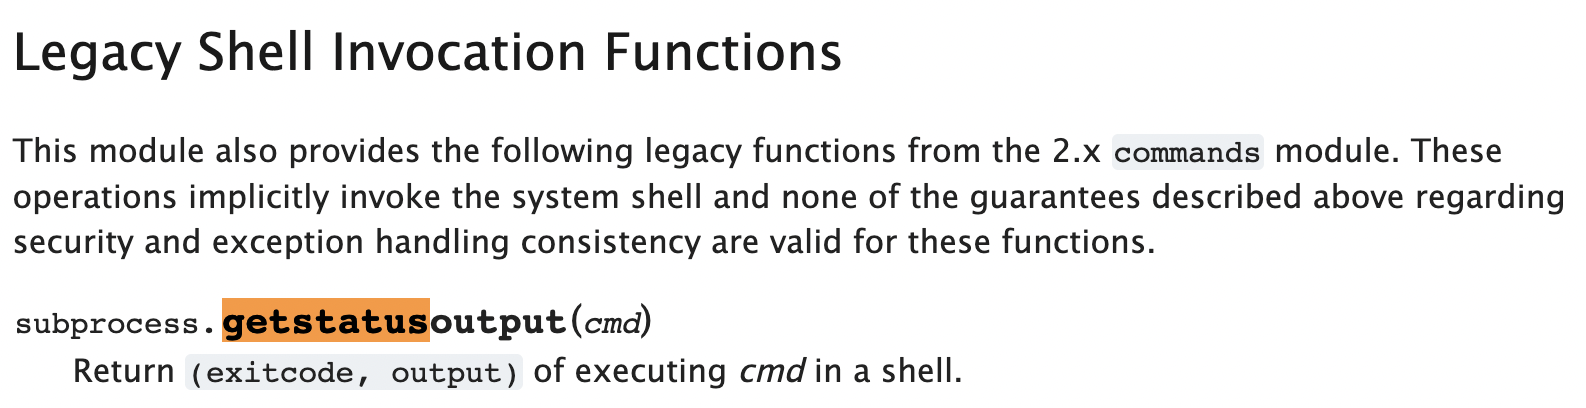 Legacy Shell Invocation Functions
This module also provides the following legacy functions from the 2.x commands module. These
operations implicitly invoke the system shell and none of the guarantees described above regarding
security and exception handling consistency are valid for these functions.
subprocess.getstatusoutput(cmd)
Return (exitcode, output) of executing cmd in a shell.